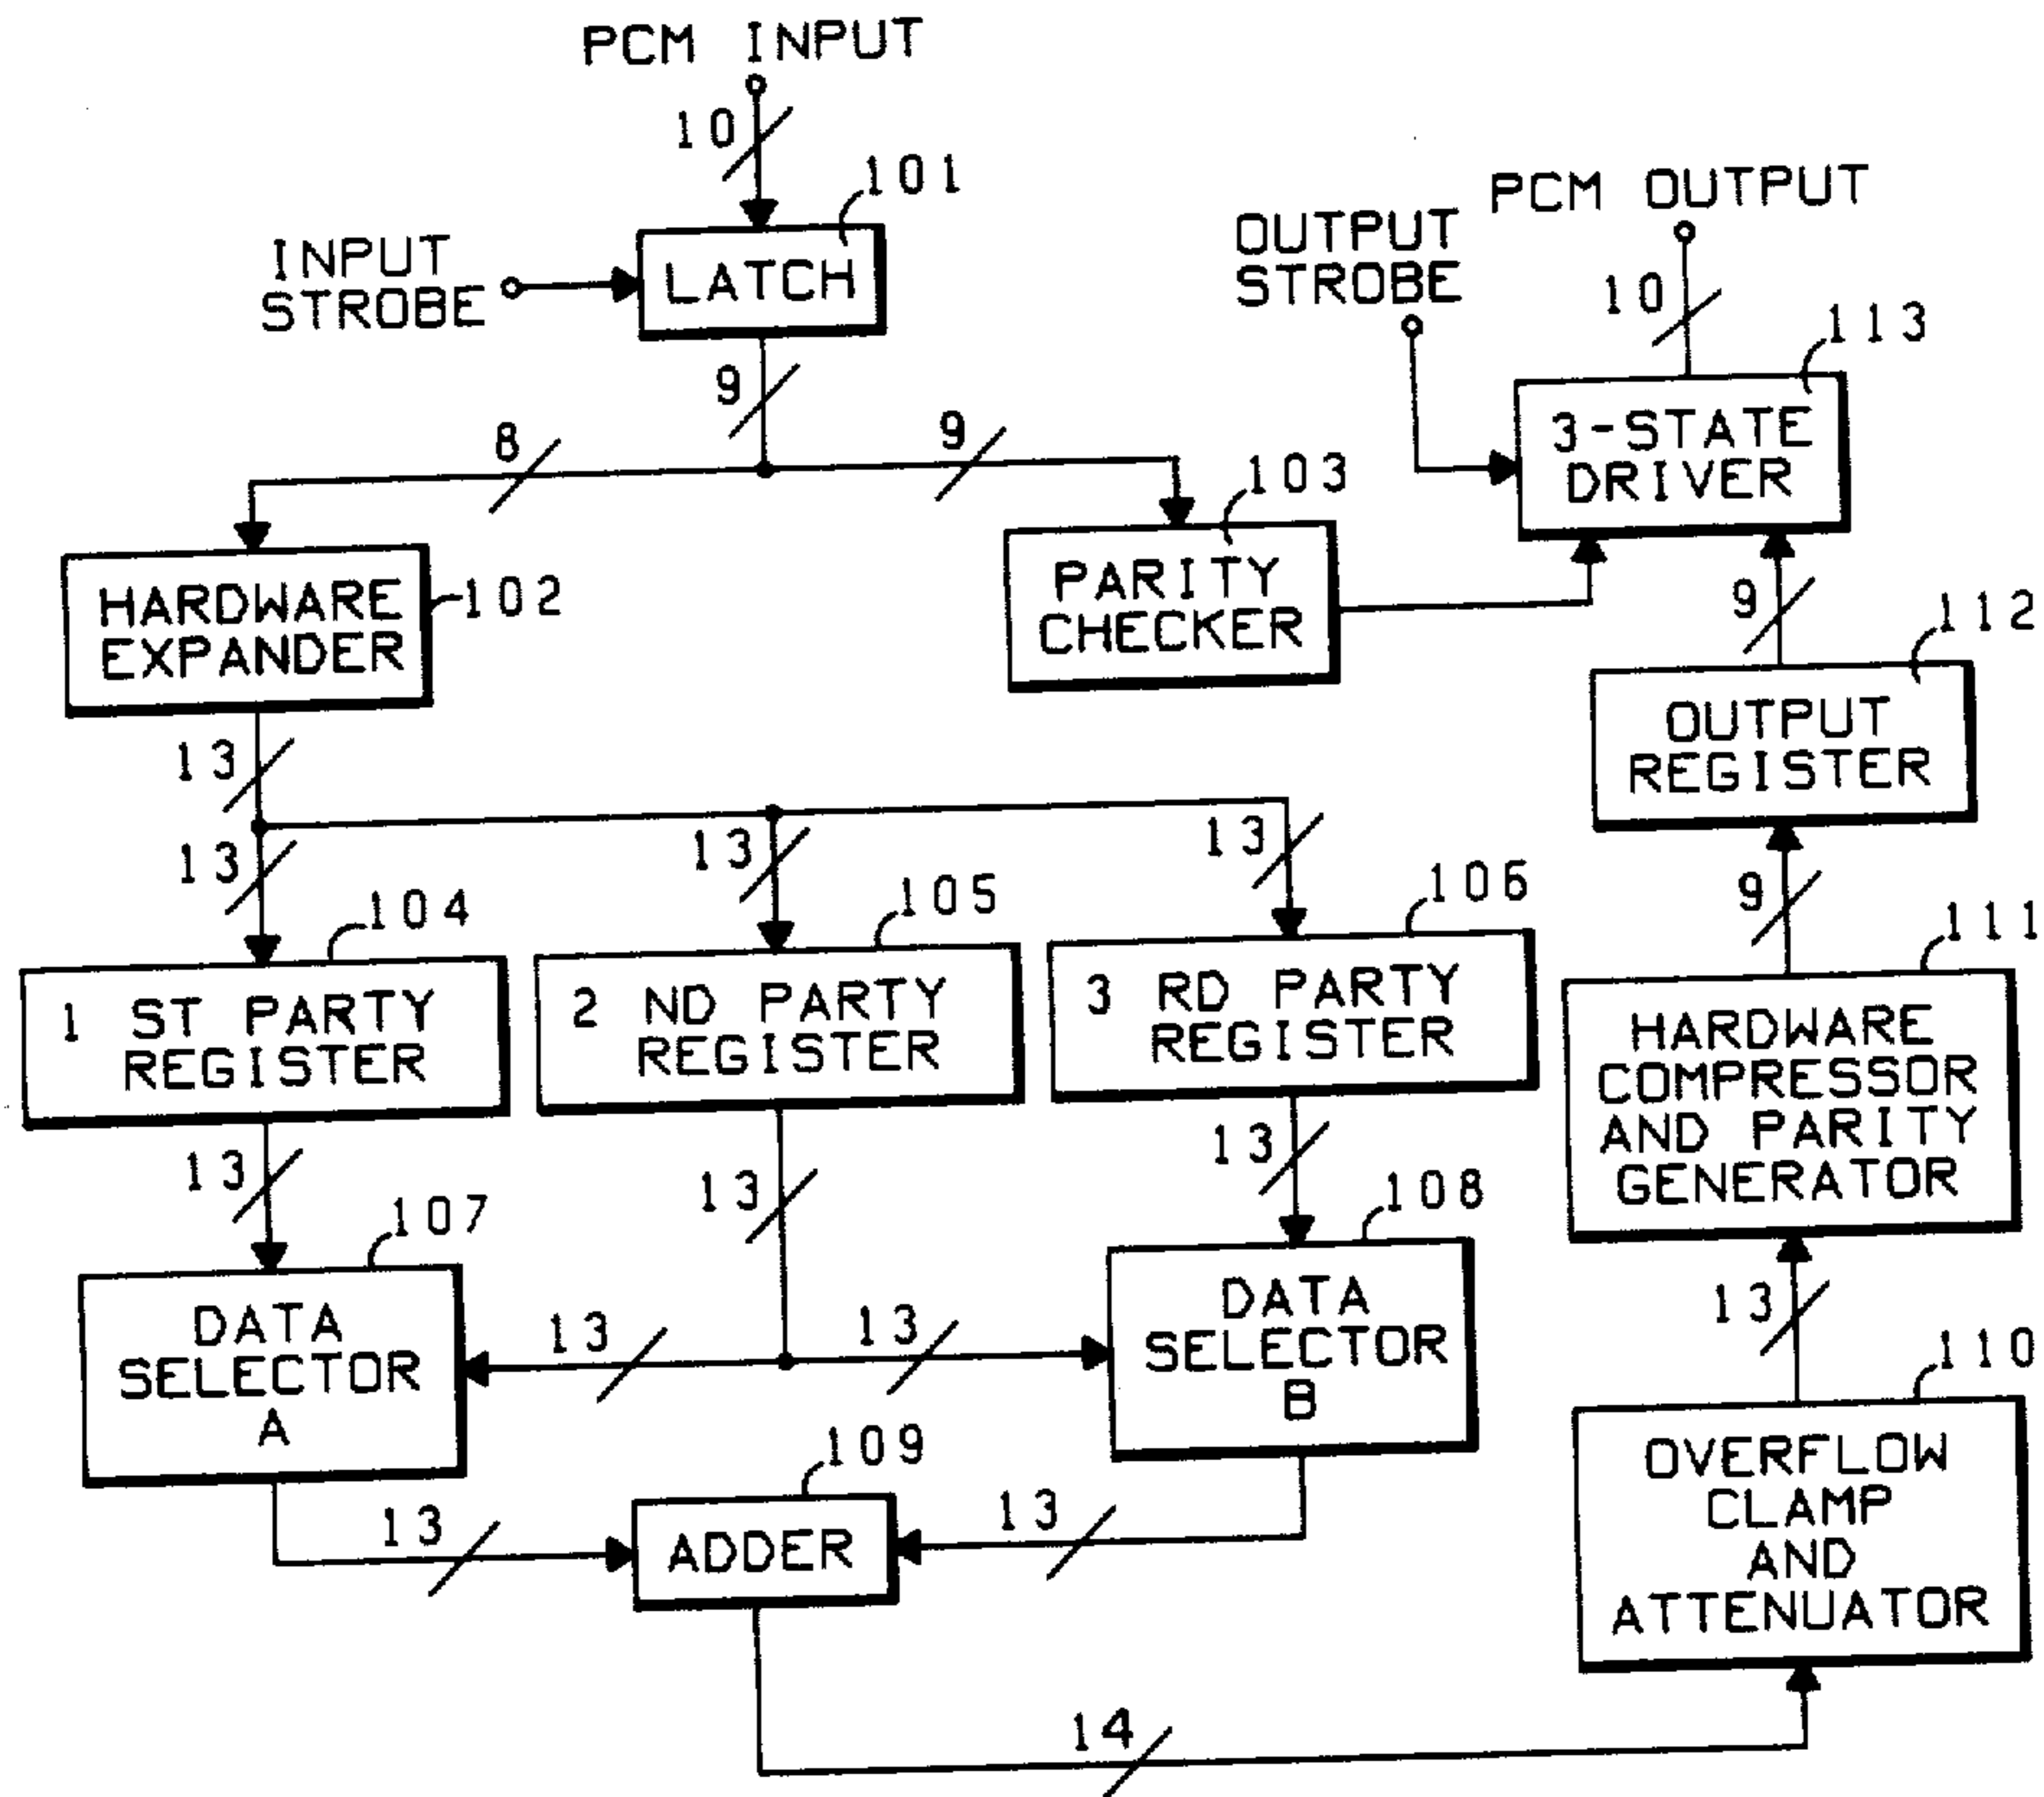 PCM INPUT
10
101
INPUT
STROBE
LATCH
9
8
9
OUTPUT
STROBE
PCM OUTPUT
10
113
3-STATE
DRIVER
103
PARITY
CHECKER
HARDWARE
EXPANDER
102
9
112
OUTPUT
REGISTER
13
13
13
13
104
105
106
1 ST PARTY
REGISTER
2 ND PARTY
REGISTER
3 RD PARTY
REGISTER
9
111
HARDWARE
COMPRESSOR
AND PARITY
GENERATOR
13
13
13
107
108
DATA
SELECTOR
A
13
13
DATA
SELECTOR
B
13
110
109
13
ADDER
13
OVERFLOW
CLAMP
AND
ATTENUATOR
14